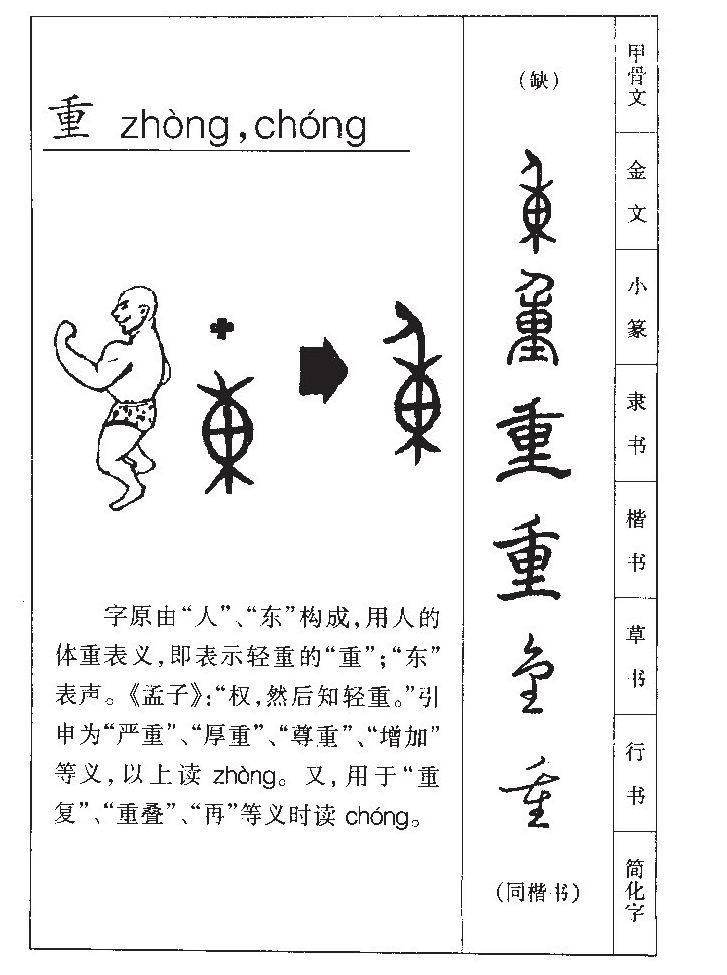 重 zhòng,chóng
字原由“人”、“东”构成,用人的
体重表义,即表示轻重的“重”;“东”
表声。《孟子》:“权,然后知轻重。”引
申为“严重”、“厚重”、“尊重”、“增加”
等义,以上读 zhòng。又,用于“重
复”、“重叠”、“再”等义时读 chóng。
(缺)
重
重
重
重
重
重
(同楷书)
甲骨文
金文
小篆
隶书
楷书
草书
行书
简化字